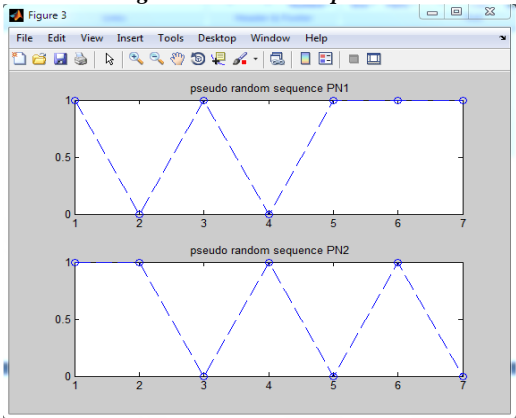 Figure 3
File Edit View Insert Tools Desktop Window Help
pseudo random sequence PN1
1
0.5
0
1 2 3 4 5 6 7
pseudo random sequence PN2
1
0.5
0
1 2 3 4 5 6 7